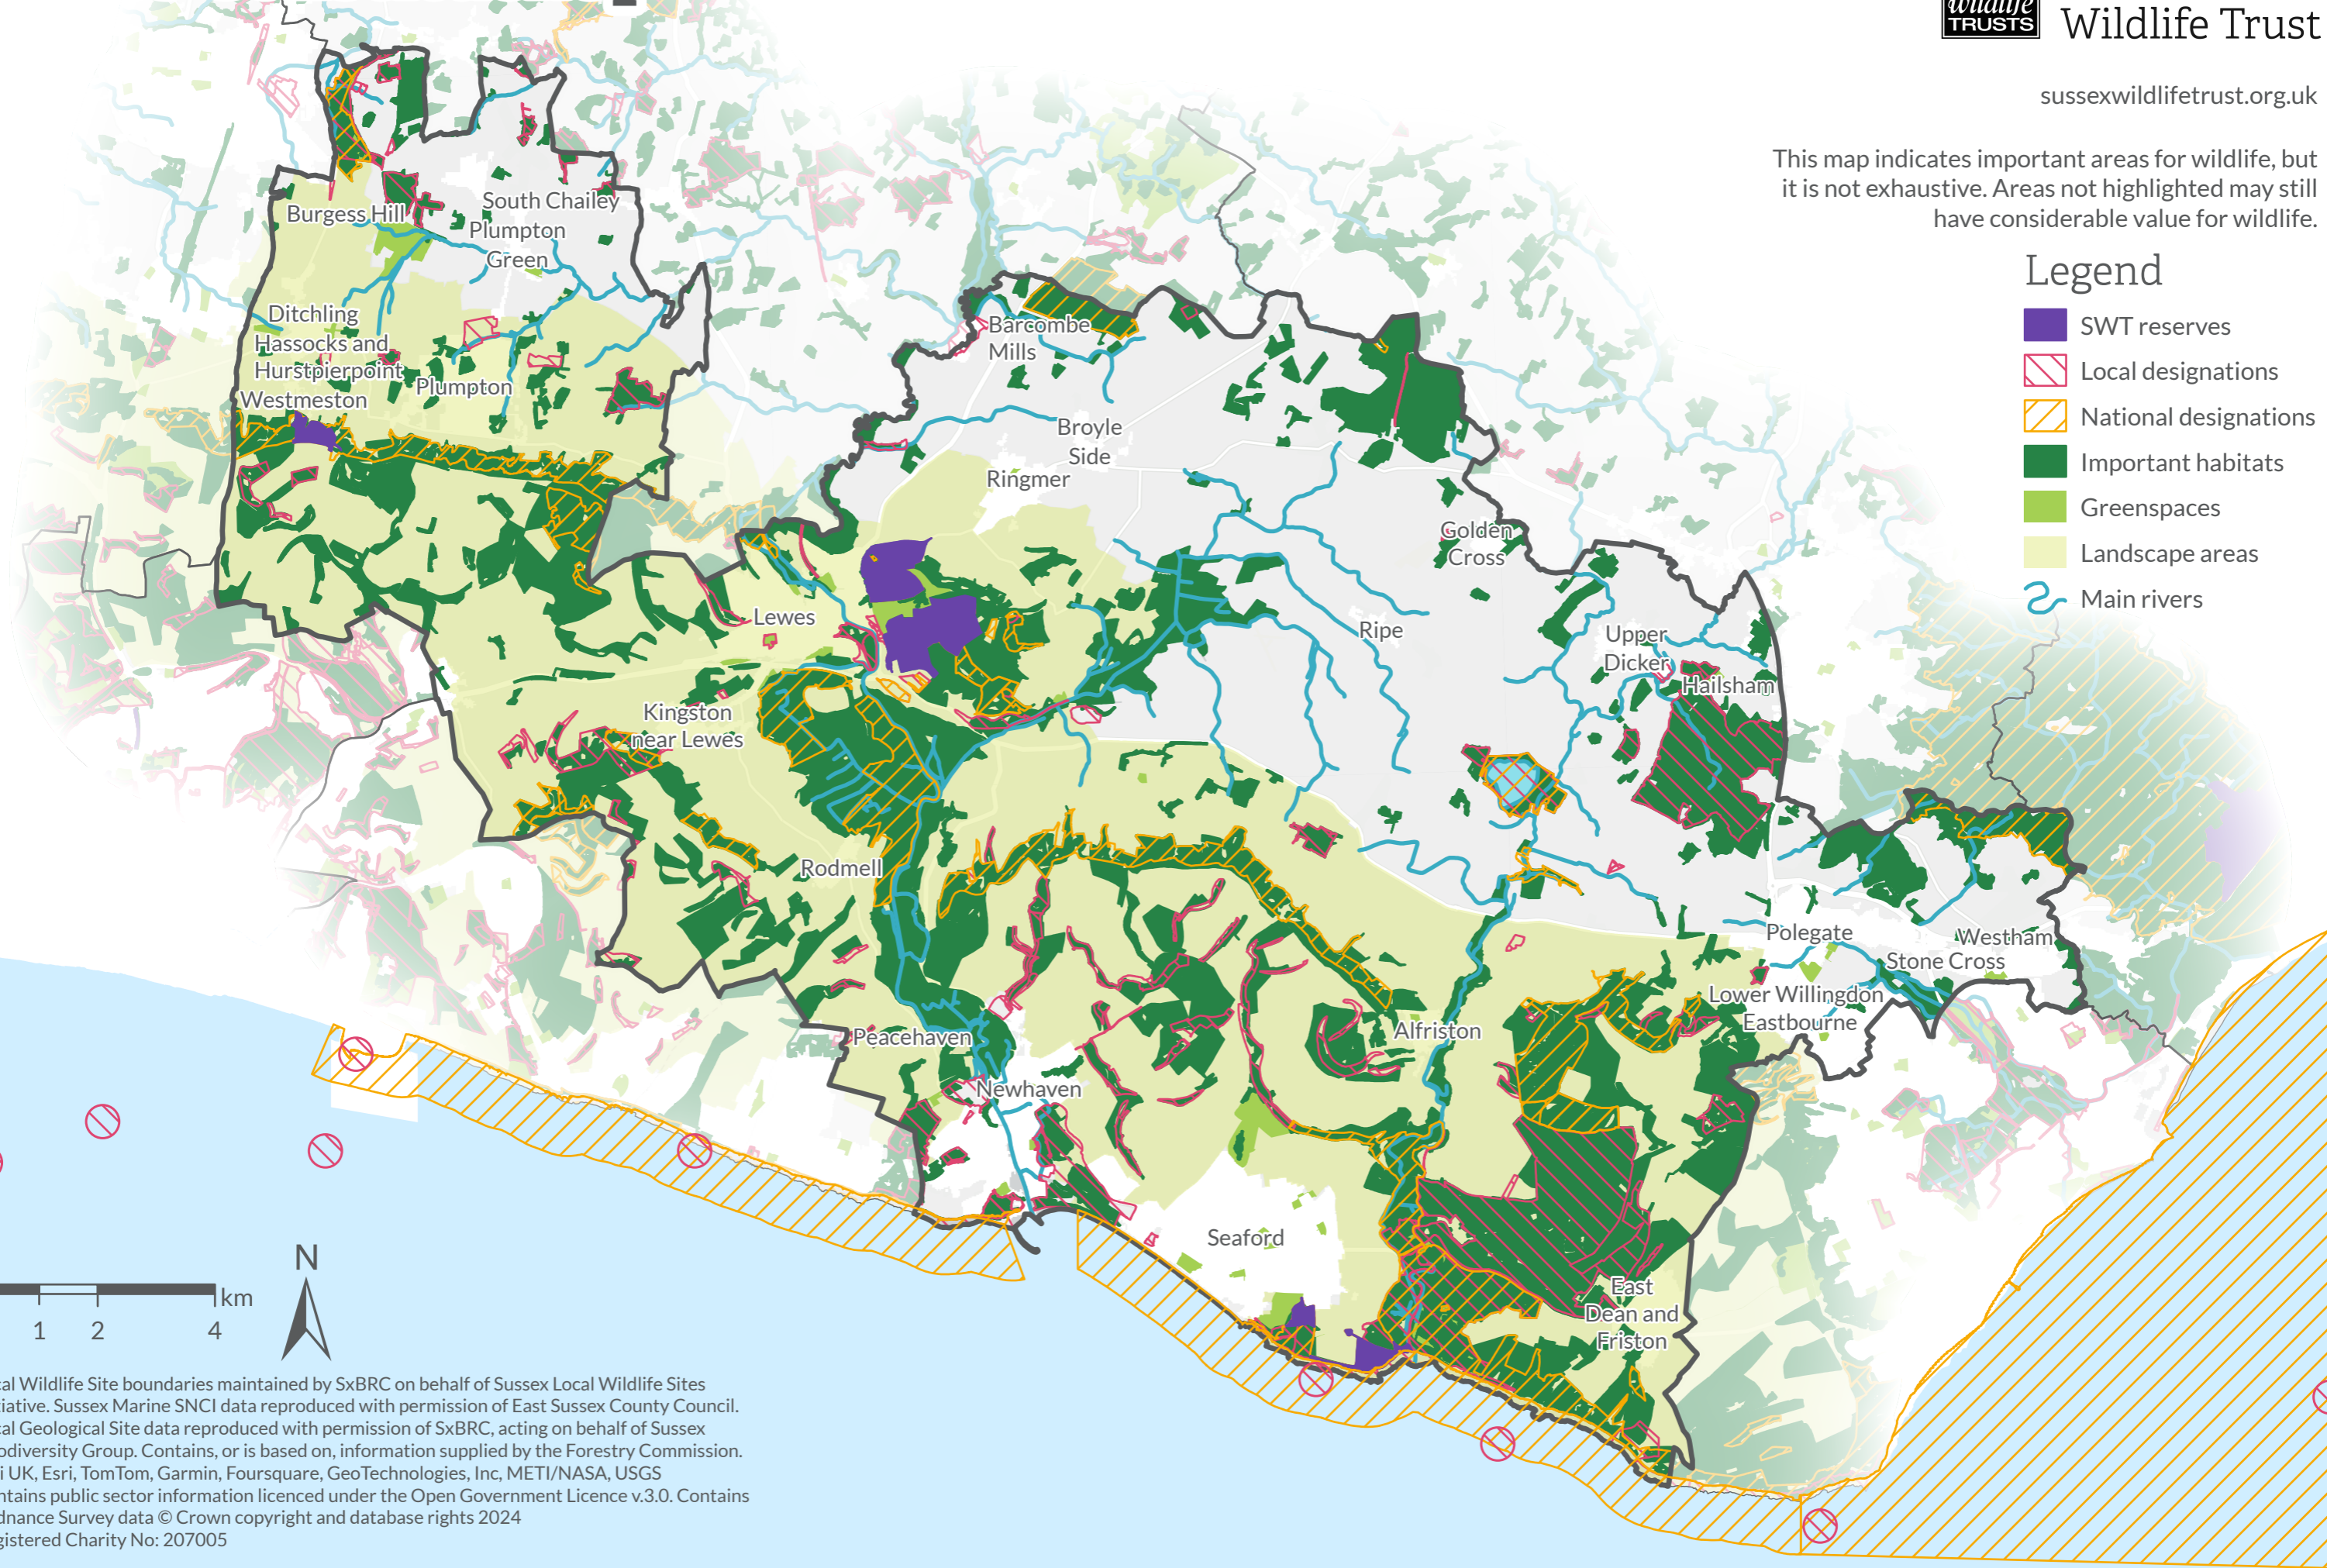 wildlife
TRUSTS
Wildlife Trust
sussexwildlifetrust.org.uk
This map indicates important areas for wildlife, but
it is not exhaustive. Areas not highlighted may still
have considerable value for wildlife.
Legend
SWT reserves
Local designations
National designations
Important habitats
Greenspaces
Landscape areas
Main rivers
South Chailey
Burgess Hill
Plumpton
Green
Ditchling
Hassocks and
Hurstpierpoint
Westmeston
Plumpton
Barcombe
Mills
Broyle
Side
Ringmer
Golden
Cross
Lewes
Ripe
Upper
Dicker
Hailsham
Kingston
near Lewes
Rodmell
Polegate
Westham
Stone Cross
Lower Willingdon
Eastbourne
Alfriston
Peacehaven
Newhaven
Seaford
East
Dean and
Friston
N
km
1 2 4
cal Wildlife Site boundaries maintained by SxBRC on behalf of Sussex Local Wildlife Sites
tiative. Sussex Marine SNCI data reproduced with permission of East Sussex County Council.
cal Geological Site data reproduced with permission of SxBRC, acting on behalf of Sussex
odiversity Group. Contains, or is based on, information supplied by the Forestry Commission.
ri UK, Esri, TomTom, Garmin, Foursquare, GeoTechnologies, Inc, METI/NASA, USGS
ntains public sector information licenced under the Open Government Licence v.3.0. Contains
dnance Survey data © Crown copyright and database rights 2024
gistered Charity No: 207005